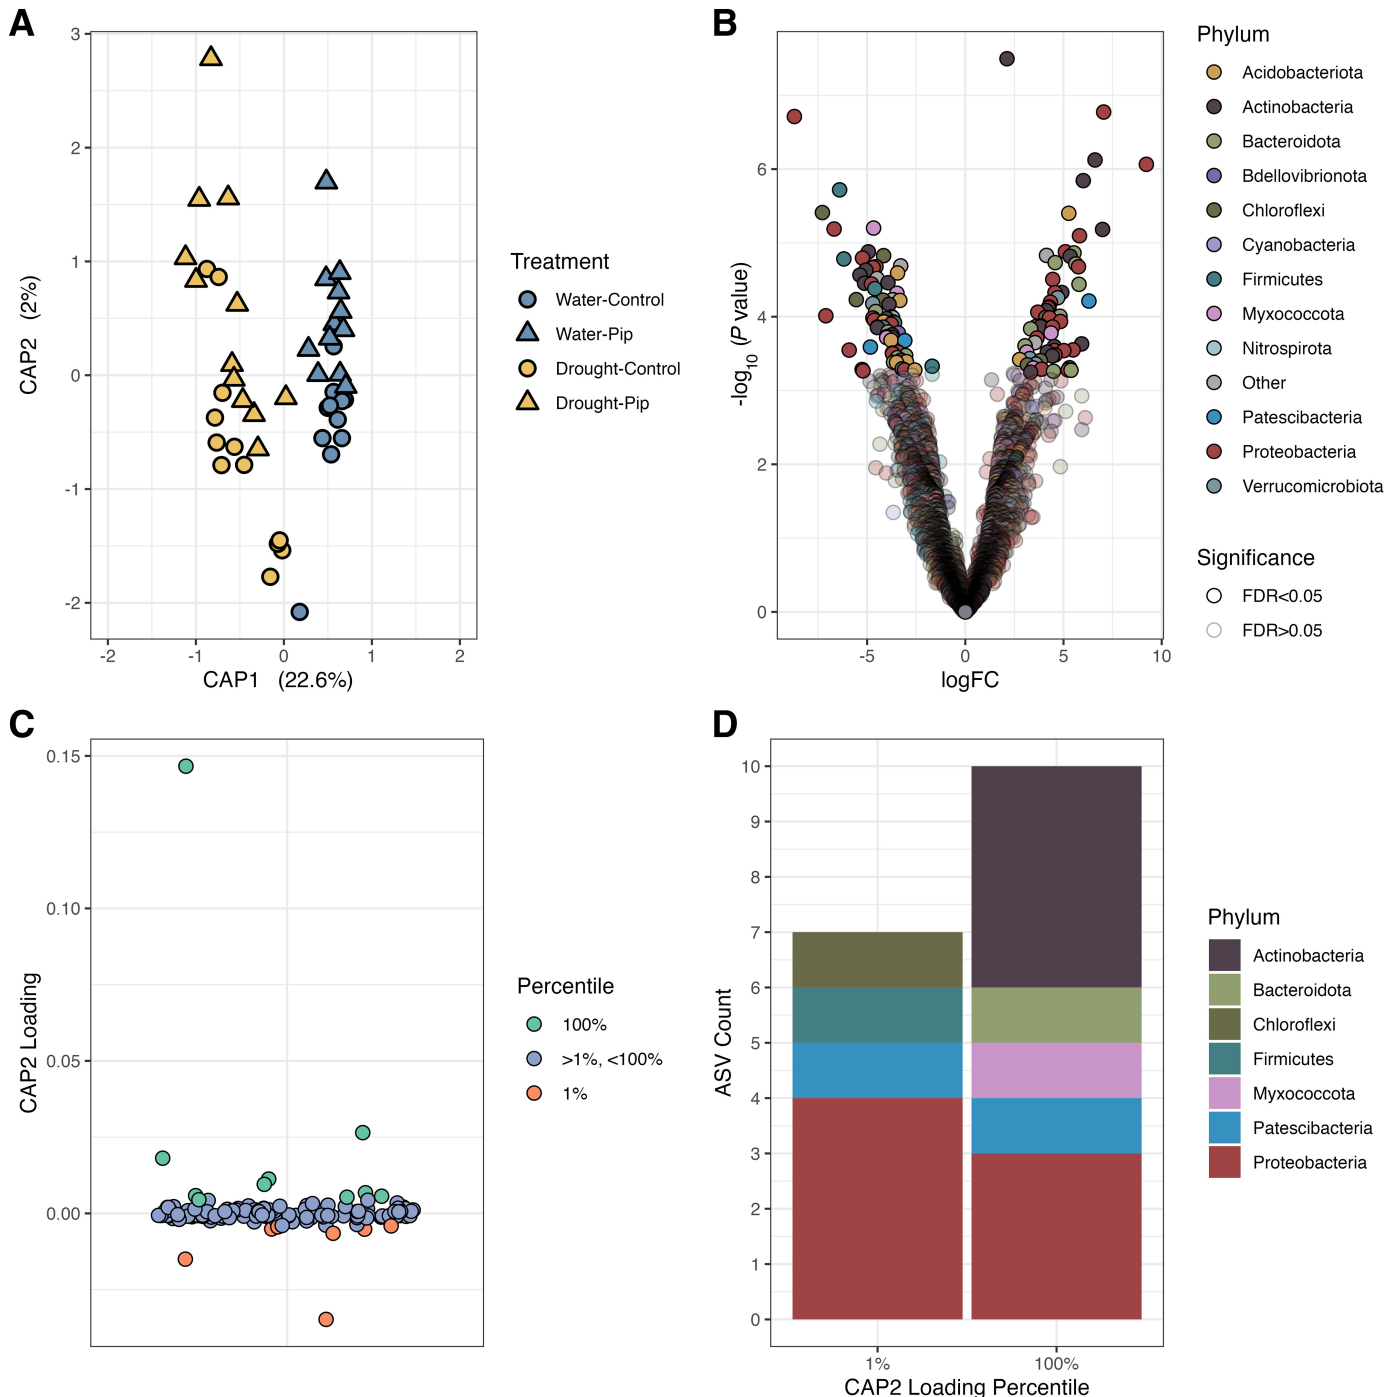 A
3
2
1
0
-1
-2
-2
-1
0
1
2
CAP2 (2%)
CAP1 (22.6%)
Treatment
Water-Control
Water-Pip
Drought-Control
Drought-Pip
B
6
4
2
0
-5
0
5
10
-log10 (P value)
logFC
Phylum
Acidobacteriota
Actinobacteria
Bacteroidota
Bdellovibrionota
Chloroflexi
Cyanobacteria
Firmicutes
Myxococcota
Nitrospirota
Other
Patescibacteria
Proteobacteria
Verrucomicrobiota
Significance
FDR<0.05
FDR>0.05
C
0.15
0.10
0.05
0.00
CAP2 Loading
Percentile
100%
>1%, <100%
1%
D
10
9
8
7
6
5
4
3
2
1
0
ASV Count
1%
100%
CAP2 Loading Percentile
Phylum
Actinobacteria
Bacteroidota
Chloroflexi
Firmicutes
Myxococcota
Patescibacteria
Proteobacteria